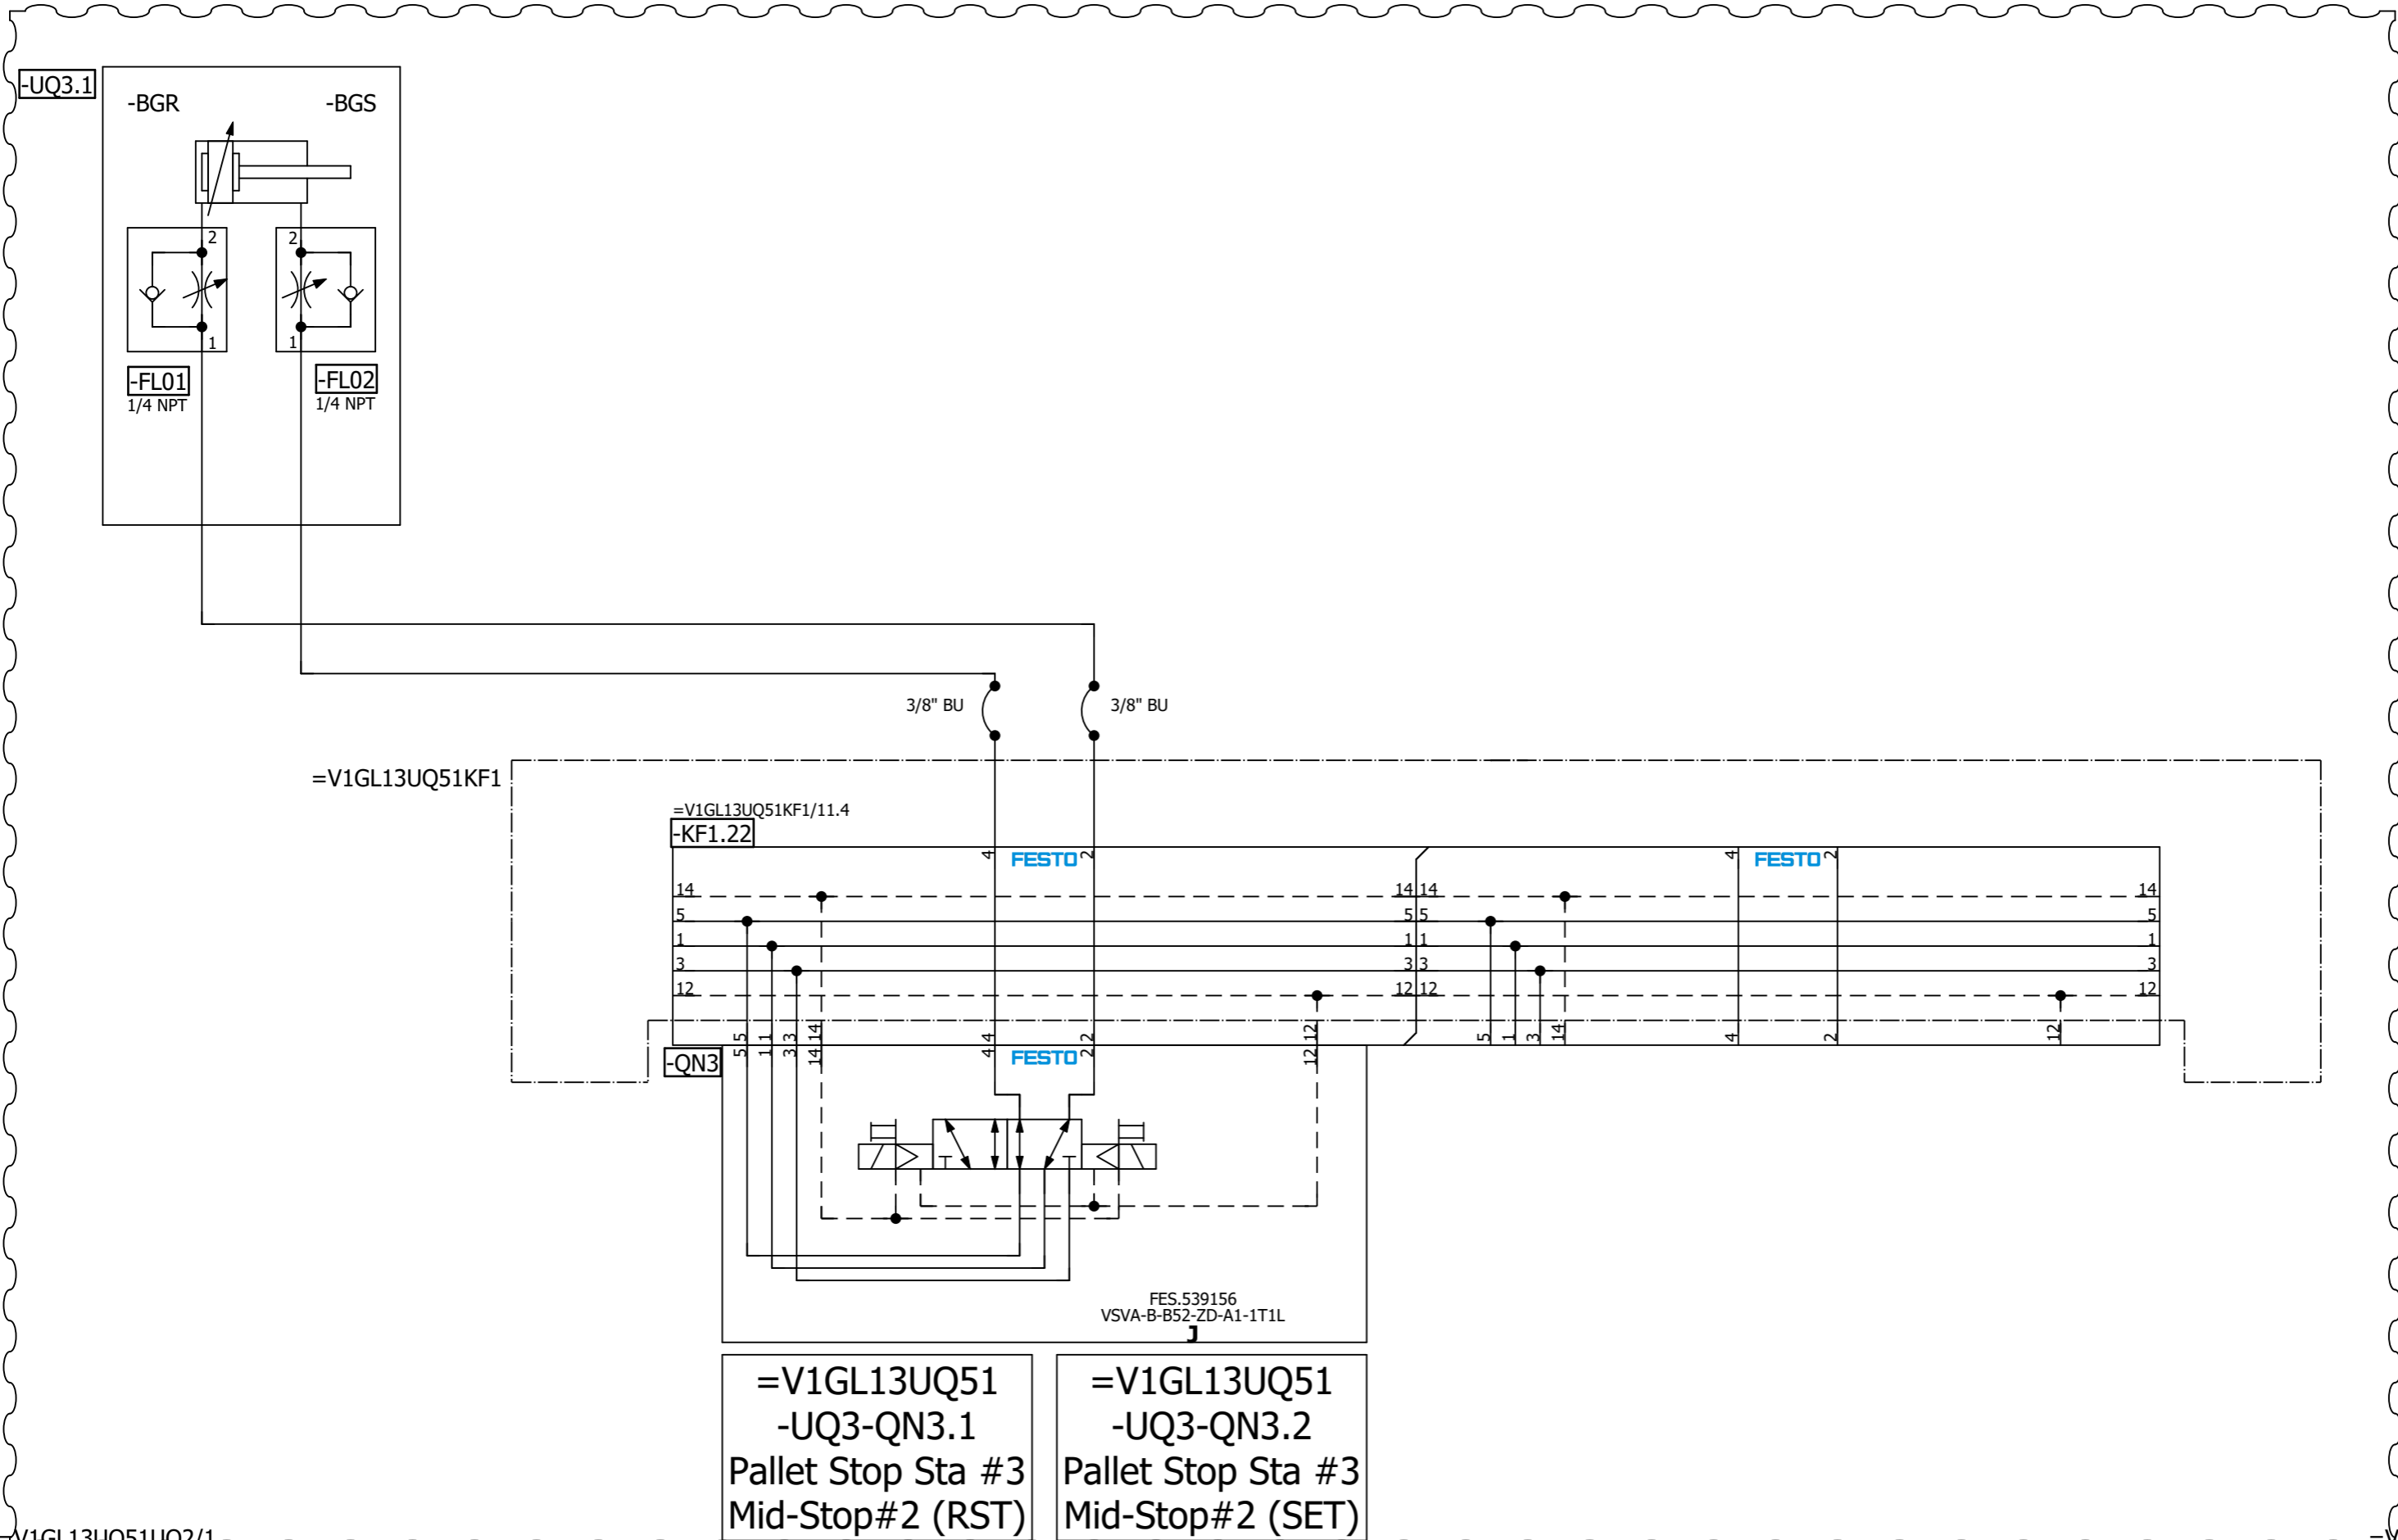 -UQ3.1
-BGR
-BGS
2
2
1
1
-FL01
1/4 NPT
-FL02
1/4 NPT
3/8" BU
3/8" BU
=V1GL13UQ51KF1
=V1GL13UQ51KF1/11.4
-KF1.22
4
FESTO
2
4
FESTO
2
14
14
14
14
5
5
5
5
1
1
1
1
3
3
3
3
12
12
12
12
5
1
3
14
4
2
12
5
1
3
14
4
2
12
-QN3
5
1
3
14
4
FESTO
2
12
FES.539156
VSVA-B-B52-ZD-A1-1T1L
J
=V1GL13UQ51
-UQ3-QN3.1
Pallet Stop Sta #3
Mid-Stop#2 (RST)
=V1GL13UQ51
-UQ3-QN3.2
Pallet Stop Sta #3
Mid-Stop#2 (SET)